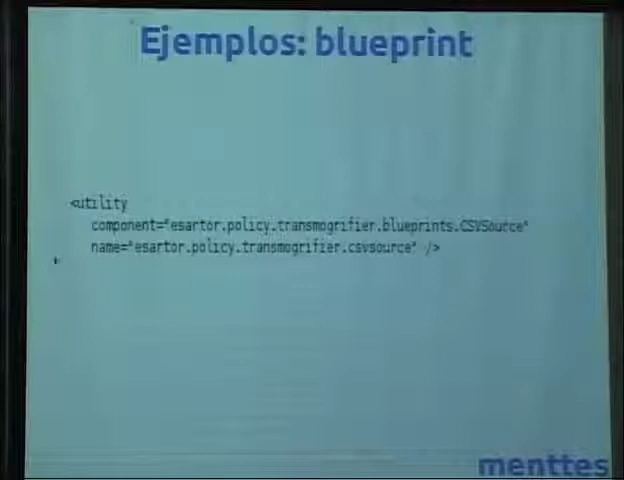 Ejemplos: blueprint
<utility
component="esartor.policy.transmogrifier.blueprints.CSVSource"
name="esartor.policy.transmogrifier.csvsource" />
menttes